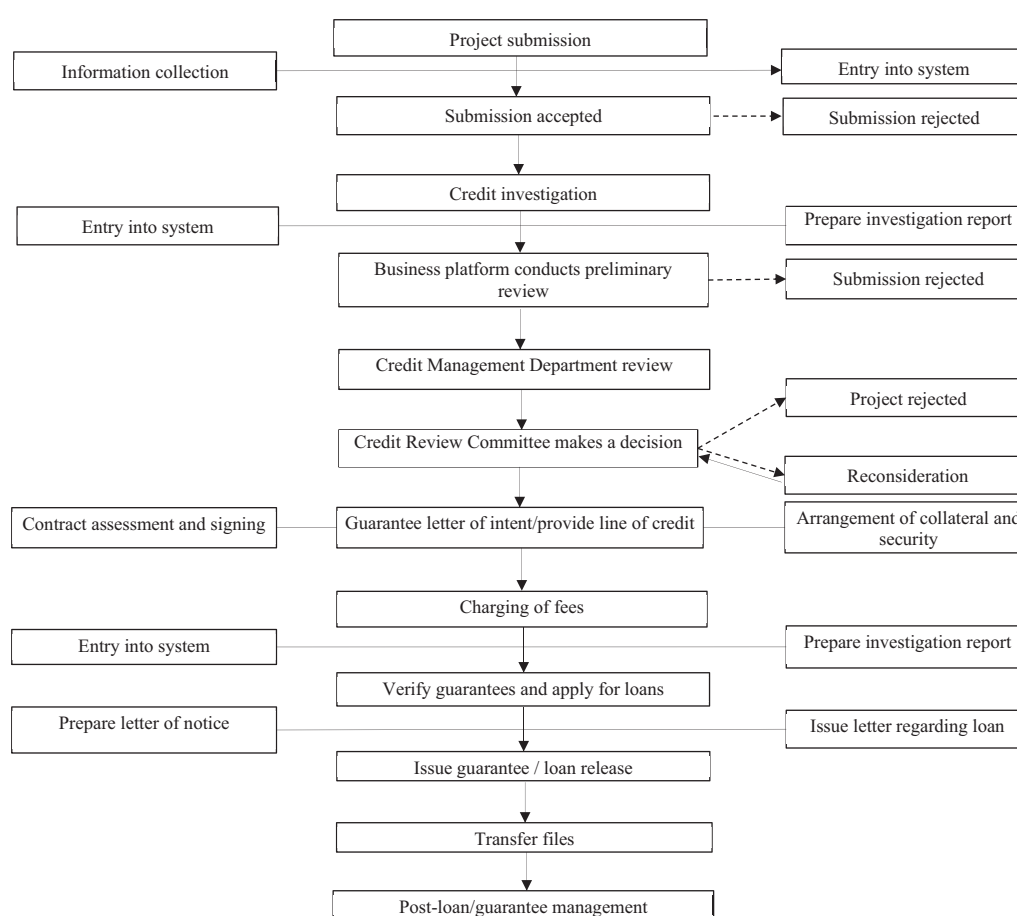 Project submission
Information collection
Entry into system
Submission accepted
Submission rejected
Credit investigation
Entry into system
Prepare investigation report
Business platform conducts preliminary
review
Submission rejected
Credit Management Department review
Project rejected
Credit Review Committee makes a decision
Reconsideration
Contract assessment and signing
Guarantee letter of intent/provide line of credit
Arrangement of collateral and
security
Charging of fees
Entry into system
Prepare investigation report
Verify guarantees and apply for loans
Prepare letter of notice
Issue letter regarding loan
Issue guarantee / loan release
Transfer files
Post-loan/guarantee management